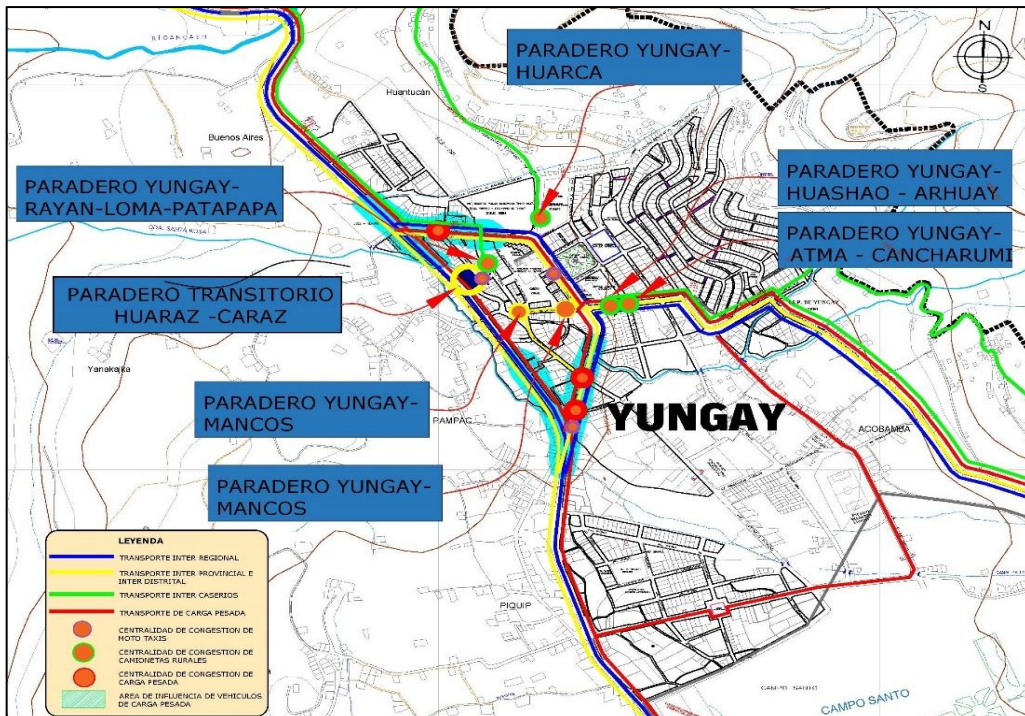 PARADERO YUNGAY-
HUARCA
N
S
Huantucán
Buenos Aires
PARADERO YUNGAY-
RAYAN-LOMA-PATAPAPA
PARADERO YUNGAY-
HUASHAO - ARHUAY
PARADERO YUNGAY-
ATMA - CANCHARUMI
PARADERO TRANSITORIO
HUARAZ -CARAZ
Yanakajka
PARADERO YUNGAY-
MANCOS
PAMPAC
YUNGAY
ACOBAMBA
PARADERO YUNGAY-
MANCOS
PIQUIP
CAMPO SANTO
CAMPO SANTO
LEYENDA
TRANSPORTE INTER REGIONAL
TRANSPORTE INTER PROVINCIAL E
INTER DISTRITAL
TRANSPORTE INTER CASERIOS
TRANSPORTE DE CARGA PESADA
CENTRALIDAD DE CONGESTION DE
MOTO TAXIS
CENTRALIDAD DE CONGESTION DE
CAMIONETAS RURALES
CENTRALIDAD DE CONGESTION DE
CARGA PESADA
AREA DE INFLUENCIA DE VEHICULOS
DE CARGA PESADA